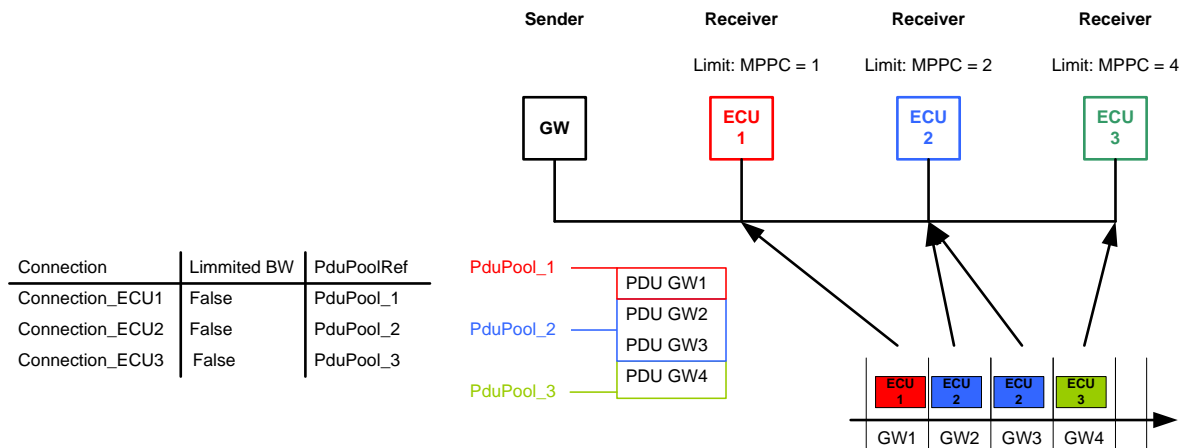 Sender Receiver Receiver Receiver
Limit: MPPC = 1 Limit: MPPC = 2 Limit: MPPC = 4
GW
ECU
1
ECU
2
ECU
3
Connection Limmited BW PduPoolRef
Connection_ECU1 False PduPool_1
Connection_ECU2 False PduPool_2
Connection_ECU3 False PduPool_3
PduPool_1
PduPool_2
PduPool_3
PDU GW1
PDU GW2
PDU GW3
PDU GW4
ECU
1
ECU
2
ECU
2
ECU
3
GW1 GW2 GW3 GW4